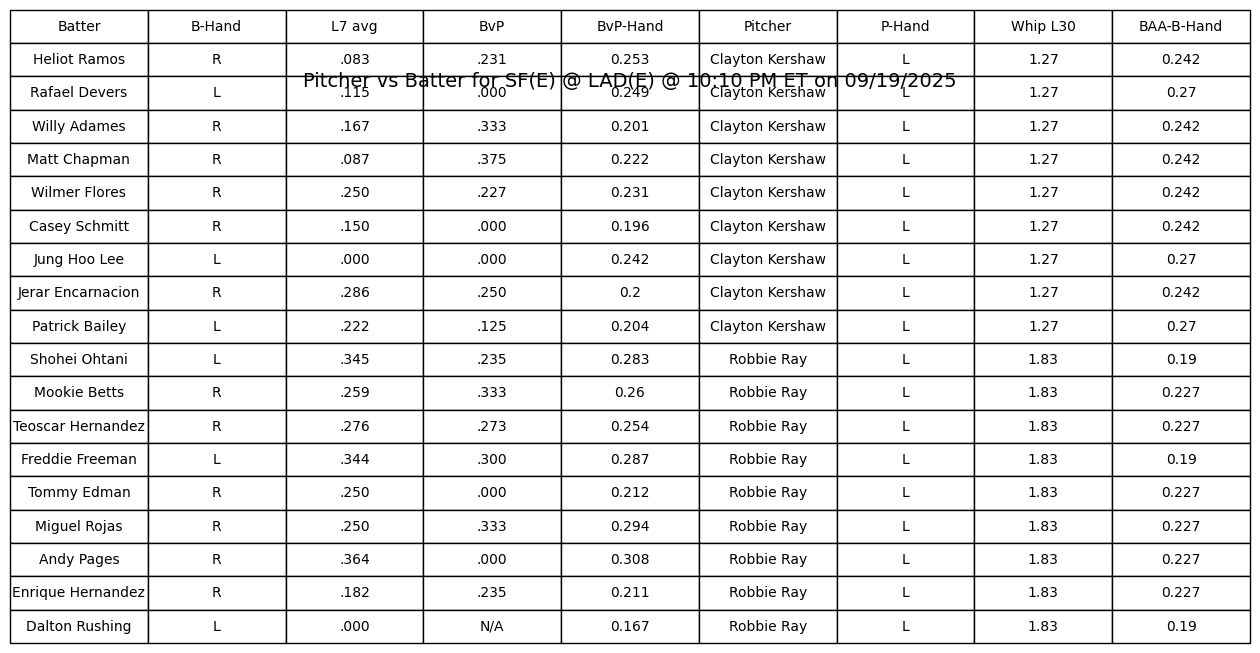 Batter B-Hand L7 avg BvP BvP-Hand Pitcher P-Hand Whip L30 BAA-B-Hand
Heliot Ramos R .083 .231 0.253 Clayton Kershaw L 1.27 0.242
Pitcher vs Batter for SF(E) @ LAD(E) @ 10:10 PM ET on 09/19/2025
Rafael Devers L .115 .000 0.249 Clayton Kershaw L 1.27 0.27
Willy Adames R .167 .333 0.201 Clayton Kershaw L 1.27 0.242
Matt Chapman R .087 .375 0.222 Clayton Kershaw L 1.27 0.242
Wilmer Flores R .250 .227 0.231 Clayton Kershaw L 1.27 0.242
Casey Schmitt R .150 .000 0.196 Clayton Kershaw L 1.27 0.242
Jung Hoo Lee L .000 .000 0.242 Clayton Kershaw L 1.27 0.27
Jerar Encarnacion R .286 .250 0.2 Clayton Kershaw L 1.27 0.242
Patrick Bailey L .222 .125 0.204 Clayton Kershaw L 1.27 0.27
Shohei Ohtani L .345 .235 0.283 Robbie Ray L 1.83 0.19
Mookie Betts R .259 .333 0.26 Robbie Ray L 1.83 0.227
Teoscar Hernandez R .276 .273 0.254 Robbie Ray L 1.83 0.227
Freddie Freeman L .344 .300 0.287 Robbie Ray L 1.83 0.19
Tommy Edman R .250 .000 0.212 Robbie Ray L 1.83 0.227
Miguel Rojas R .250 .333 0.294 Robbie Ray L 1.83 0.227
Andy Pages R .364 .000 0.308 Robbie Ray L 1.83 0.227
Enrique Hernandez R .182 .235 0.211 Robbie Ray L 1.83 0.227
Dalton Rushing L .000 N/A 0.167 Robbie Ray L 1.83 0.19